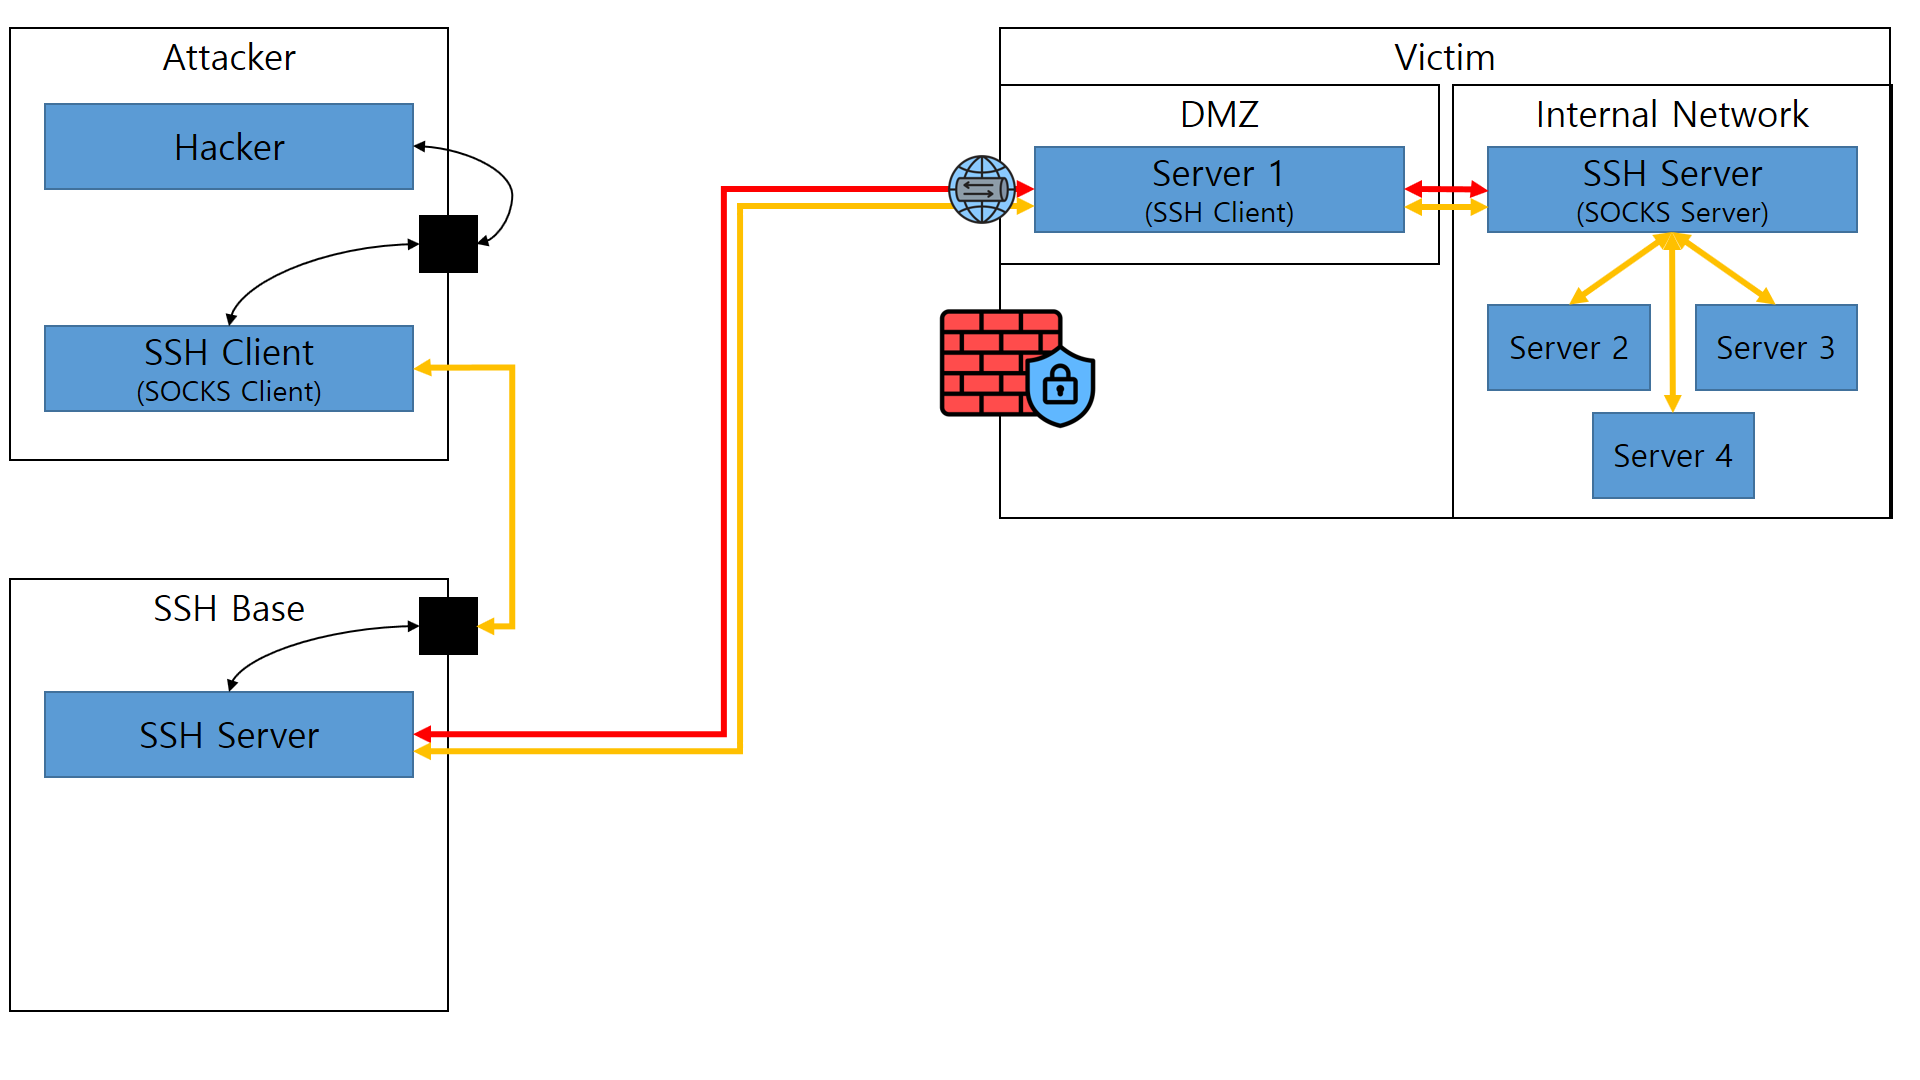 Attacker
Hacker
SSH Client
(SOCKS Client)
SSH Base
SSH Server
Victim
DMZ
Server 1
(SSH Client)
Internal Network
SSH Server
(SOCKS Server)
Server 2
Server 3
Server 4